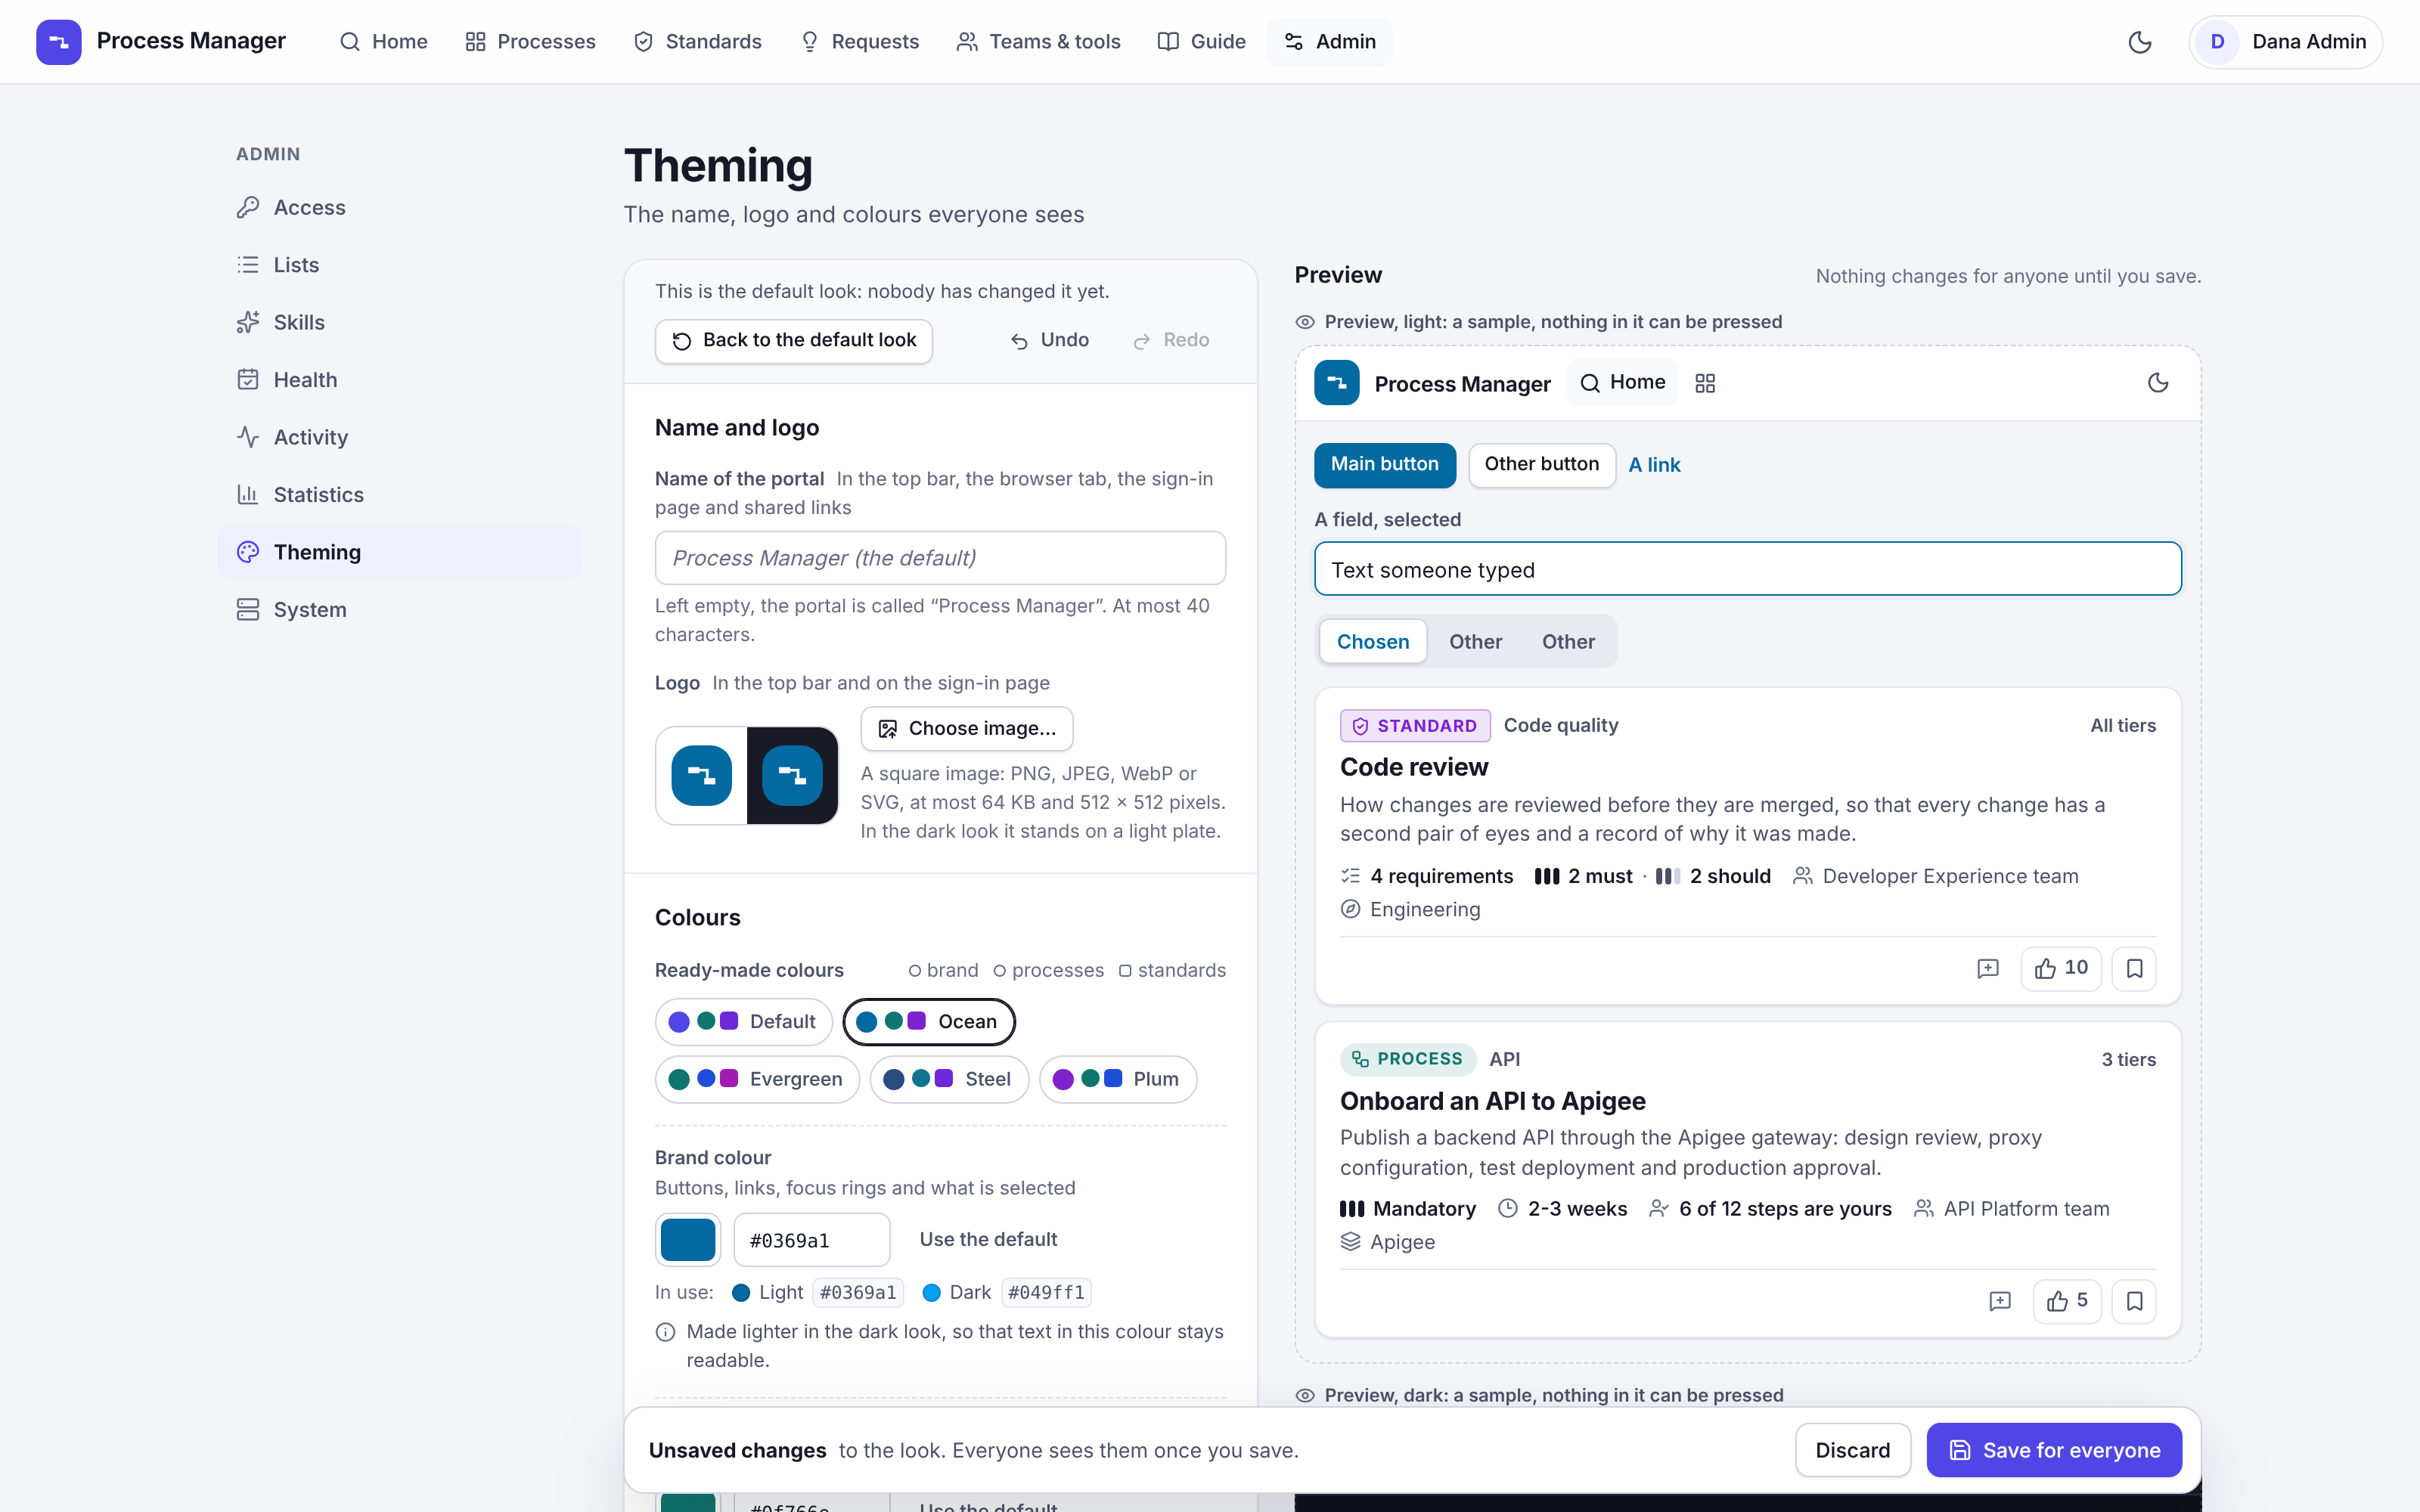 Process Manager
Home
Processes
Standards
Requests
Teams & tools
Guide
Admin
D
Dana Admin
ADMIN
Access
Lists
Skills
Health
Activity
Statistics
Theming
System
Theming
The name, logo and colours everyone sees
This is the default look: nobody has changed it yet.
Back to the default look
Undo
Redo
Name and logo
Name of the portal In the top bar, the browser tab, the sign-in
page and shared links
Process Manager (the default)
Left empty, the portal is called “Process Manager”. At most 40
characters.
Logo In the top bar and on the sign-in page
Choose image…
A square image: PNG, JPEG, WebP or
SVG, at most 64 KB and 512 × 512 pixels.
In the dark look it stands on a light plate.
Colours
Ready-made colours
brand
processes
standards
Default
Ocean
Evergreen
Steel
Plum
Brand colour
Buttons, links, focus rings and what is selected
#0369a1
Use the default
In use: Light #0369a1 Dark #049ff1
Made lighter in the dark look, so that text in this colour stays
readable.
Preview
Nothing changes for anyone until you save.
Preview, light: a sample, nothing in it can be pressed
Process Manager
Home
Main button
Other button
A link
A field, selected
Text someone typed
Chosen
Other
Other
STANDARD
Code quality
All tiers
Code review
How changes are reviewed before they are merged, so that every change has a
second pair of eyes and a record of why it was made.
4 requirements 2 must · 2 should Developer Experience team
Engineering
10
PROCESS
API
3 tiers
Onboard an API to Apigee
Publish a backend API through the Apigee gateway: design review, proxy
configuration, test deployment and production approval.
Mandatory 2-3 weeks 6 of 12 steps are yours API Platform team
Apigee
5
Preview, dark: a sample, nothing in it can be pressed
Unsaved changes to the look. Everyone sees them once you save.
Discard
Save for everyone
#0f766e
Use the default